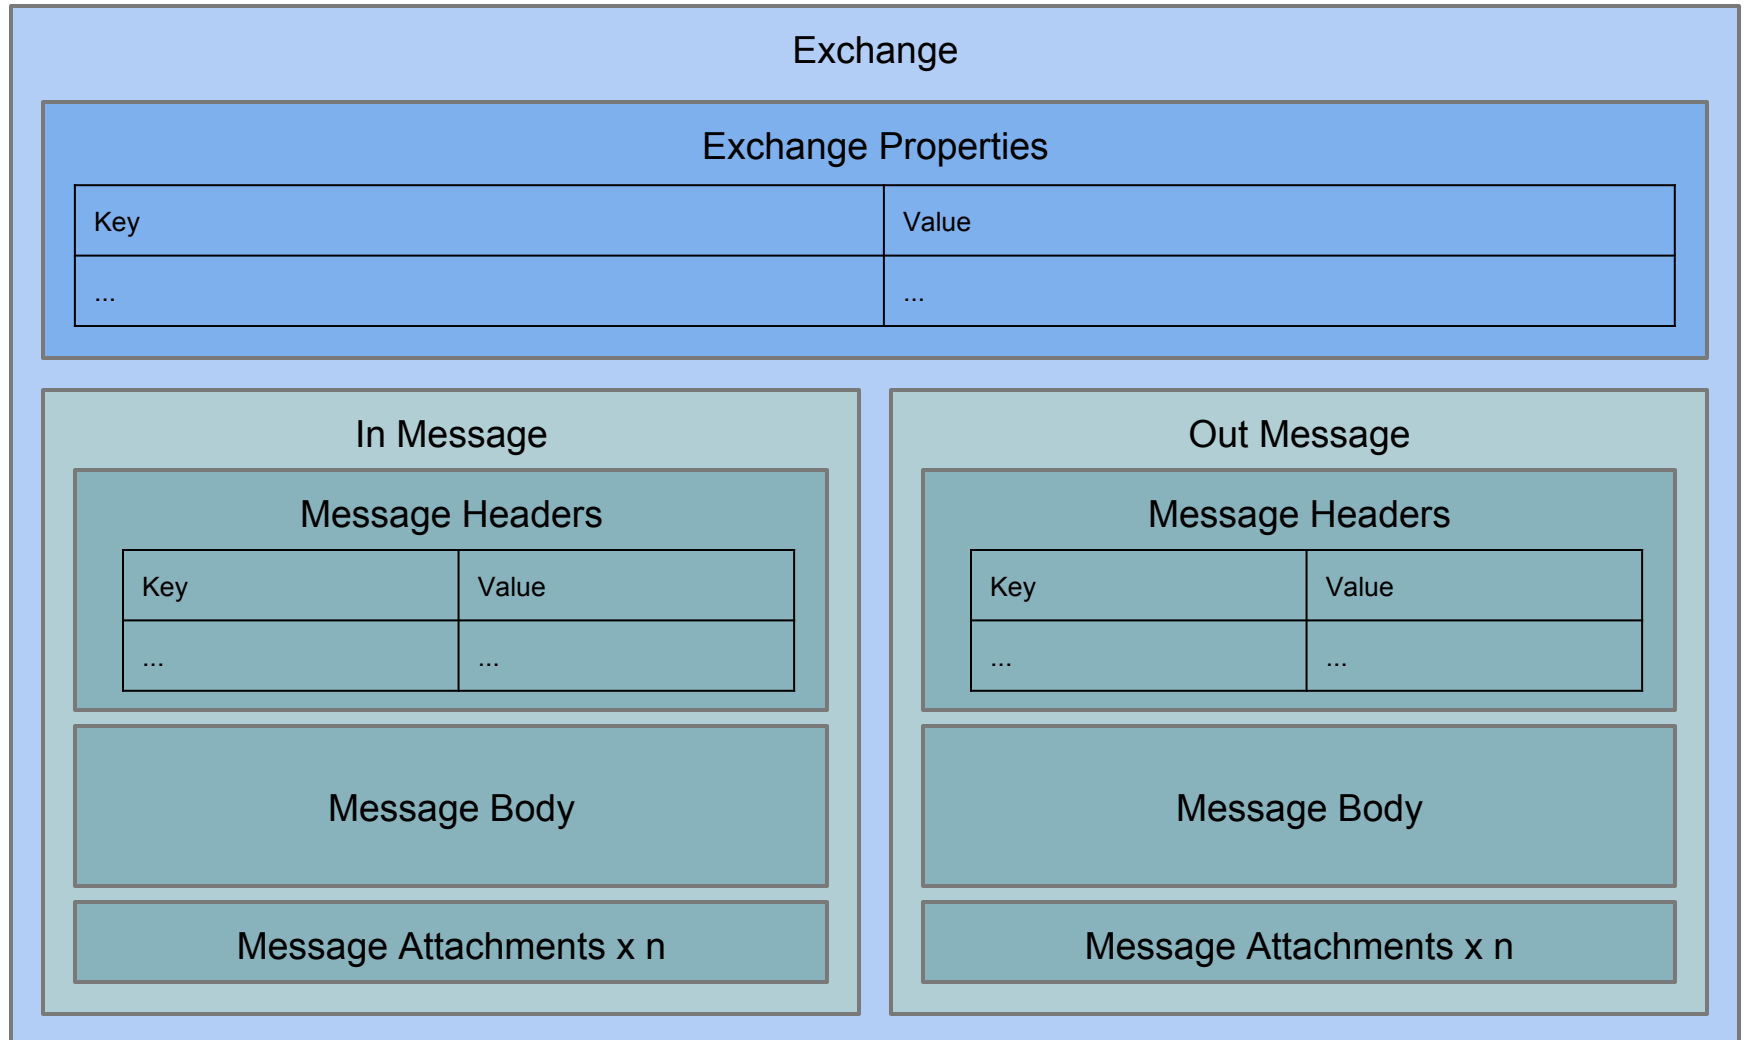 Exchange
Exchange Properties
Key Value
... ...
In Message
Message Headers
Key Value
... ...
Message Body
Message Attachments x n
Out Message
Message Headers
Key Value
... ...
Message Body
Message Attachments x n